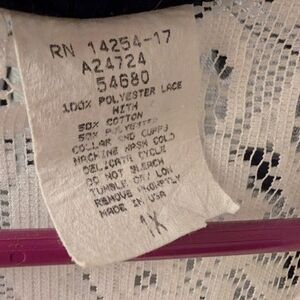 RN 14254-17
A24724
54680
100% POLYESTER LACE
WITH
50% COTTON
50% POLYESTER
COLLAR AND CUFFS
MACHINE WASH COLD
DELICATE CYCLE
DO NOT BLEACH
TUMBLE DRY LOW
REMOVE PROMPTLY
MADE IN USA
1X